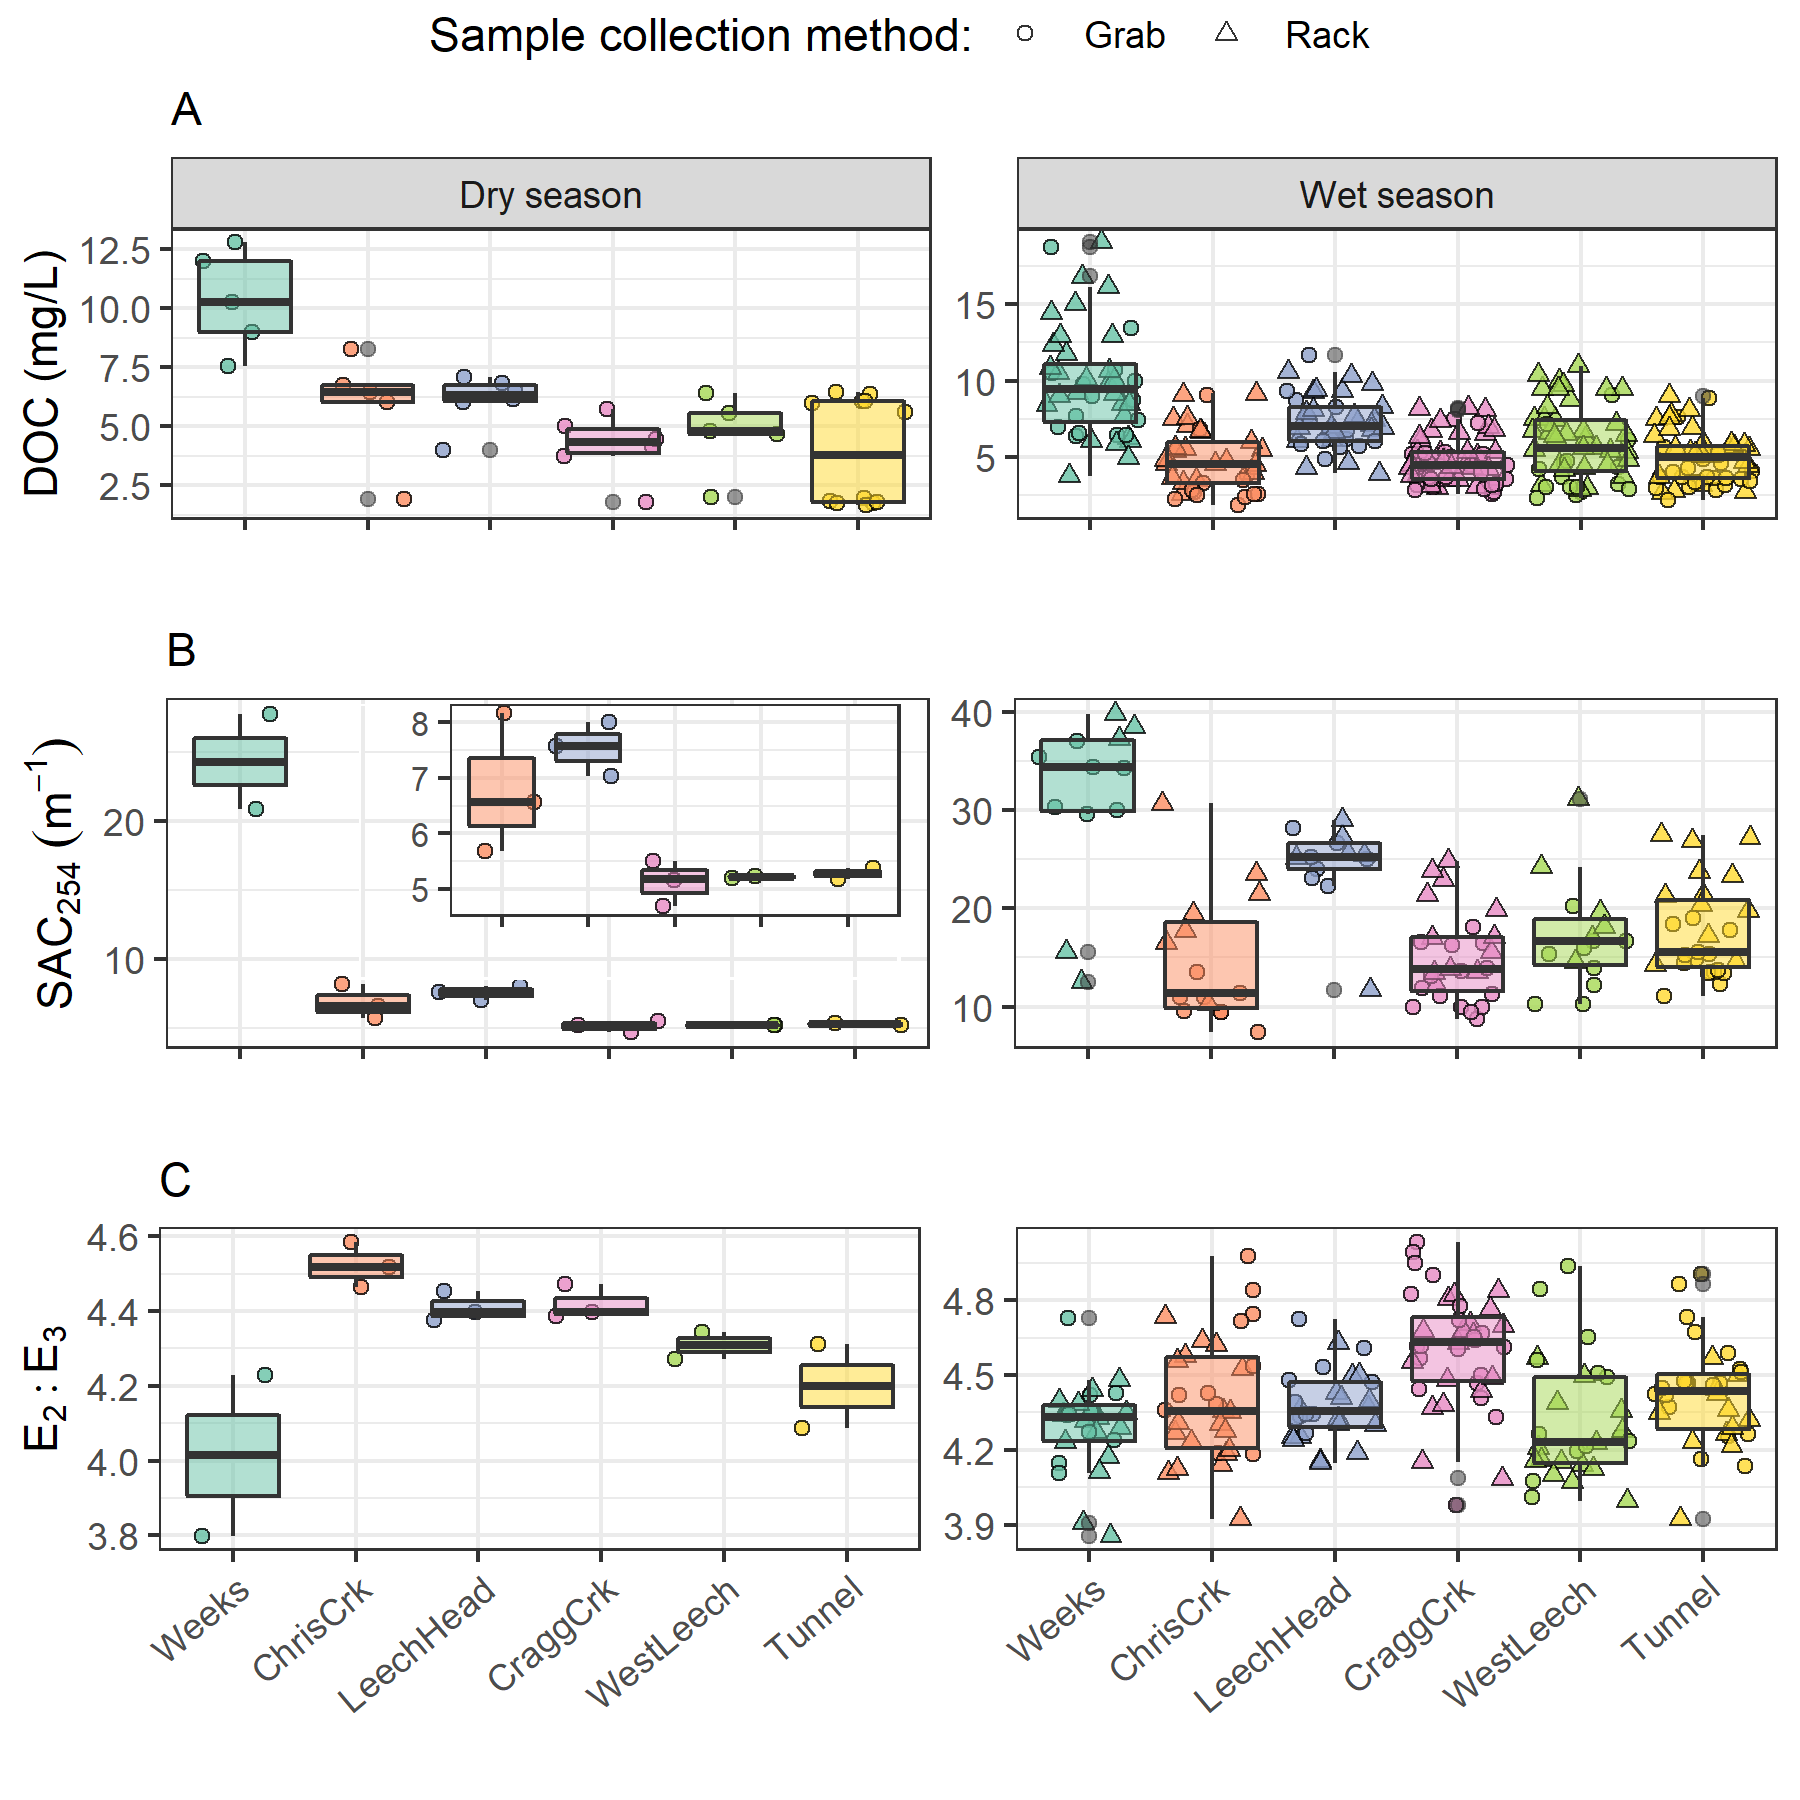 Sample collection method: Grab Rack
A
Dry season
Wet season
DOC (mg/L)
12.5
10.0
7.5
5.0
2.5
15
10
5
B
SAC₂₅₄ (m⁻¹)
20
10
8
7
6
5
40
30
20
10
C
E₂ : E₃
4.6
4.4
4.2
4.0
3.8
4.8
4.5
4.2
3.9
Weeks
ChrisCrk
LeechHead
CraggCrk
WestLeech
Tunnel
Weeks
ChrisCrk
LeechHead
CraggCrk
WestLeech
Tunnel